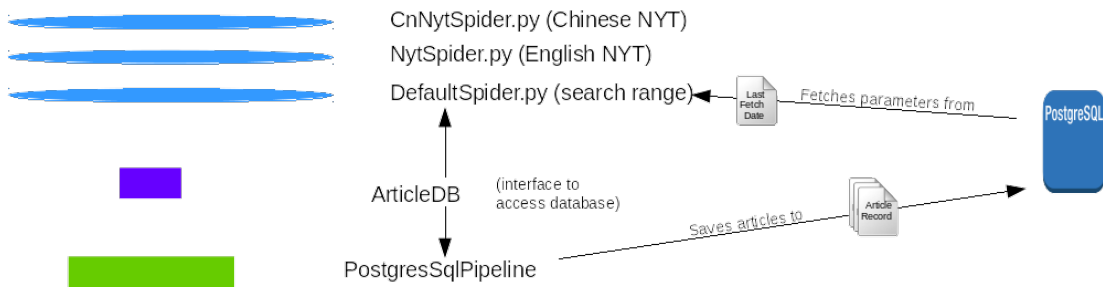 CnNytSpider.py (Chinese NYT)
NytSpider.py (English NYT)
DefaultSpider.py (search range)
Last
Fetch
Date
Fetches parameters from
PostgreSQL
ArticleDB
(interface to
access database)
Article
Record
Saves articles to
PostgresSqlPipeline